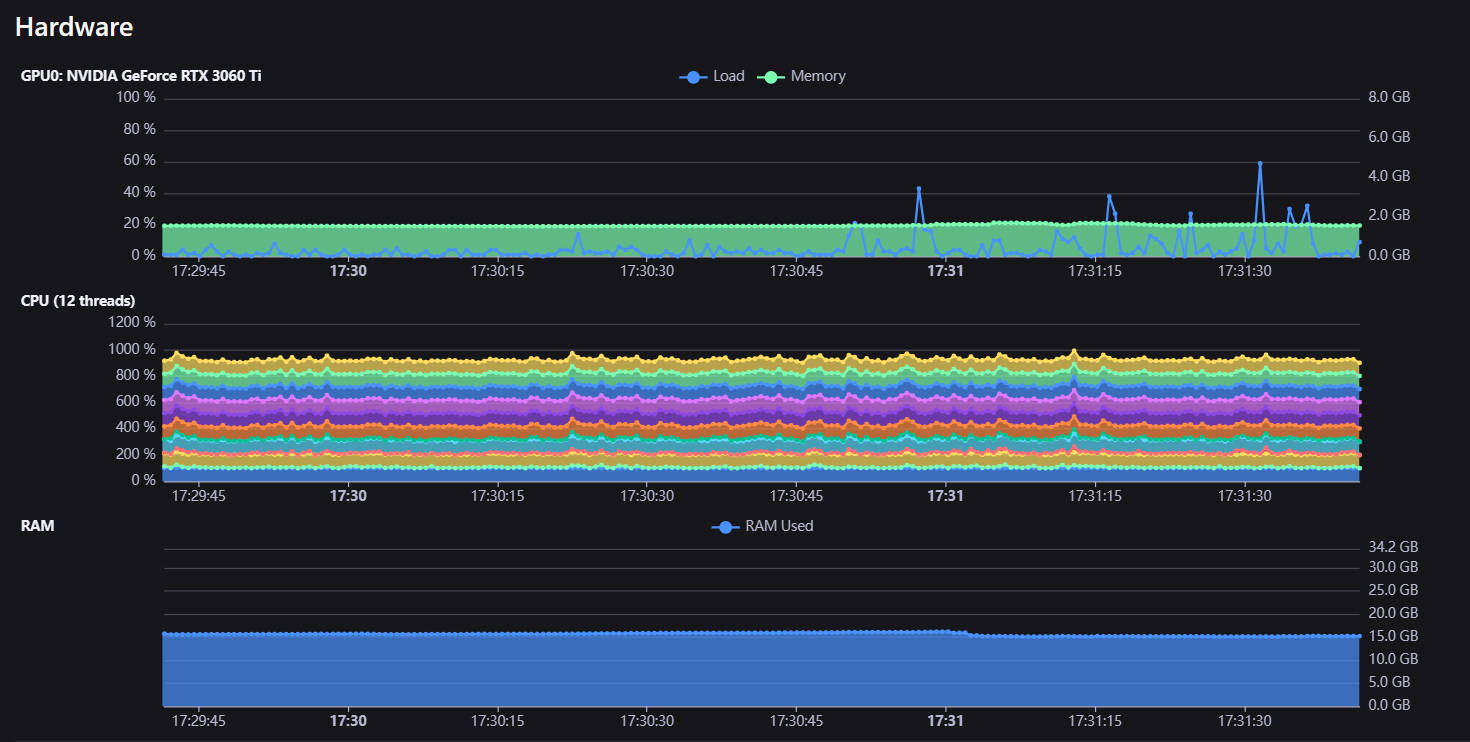 Hardware
GPU0: NVIDIA GeForce RTX 3060 Ti
Load Memory
100 % 8.0 GB
80 % 6.0 GB
60 % 4.0 GB
40 % 2.0 GB
20 %
0 % 0.0 GB
17:29:45 17:30 17:30:15 17:30:30 17:30:45 17:31 17:31:15 17:31:30
CPU (12 threads)
1200 %
1000 %
800 %
600 %
400 %
200 %
0 %
17:29:45 17:30 17:30:15 17:30:30 17:30:45 17:31 17:31:15 17:31:30
RAM
RAM Used
34.2 GB
30.0 GB
25.0 GB
20.0 GB
15.0 GB
10.0 GB
5.0 GB
0.0 GB
17:29:45 17:30 17:30:15 17:30:30 17:30:45 17:31 17:31:15 17:31:30